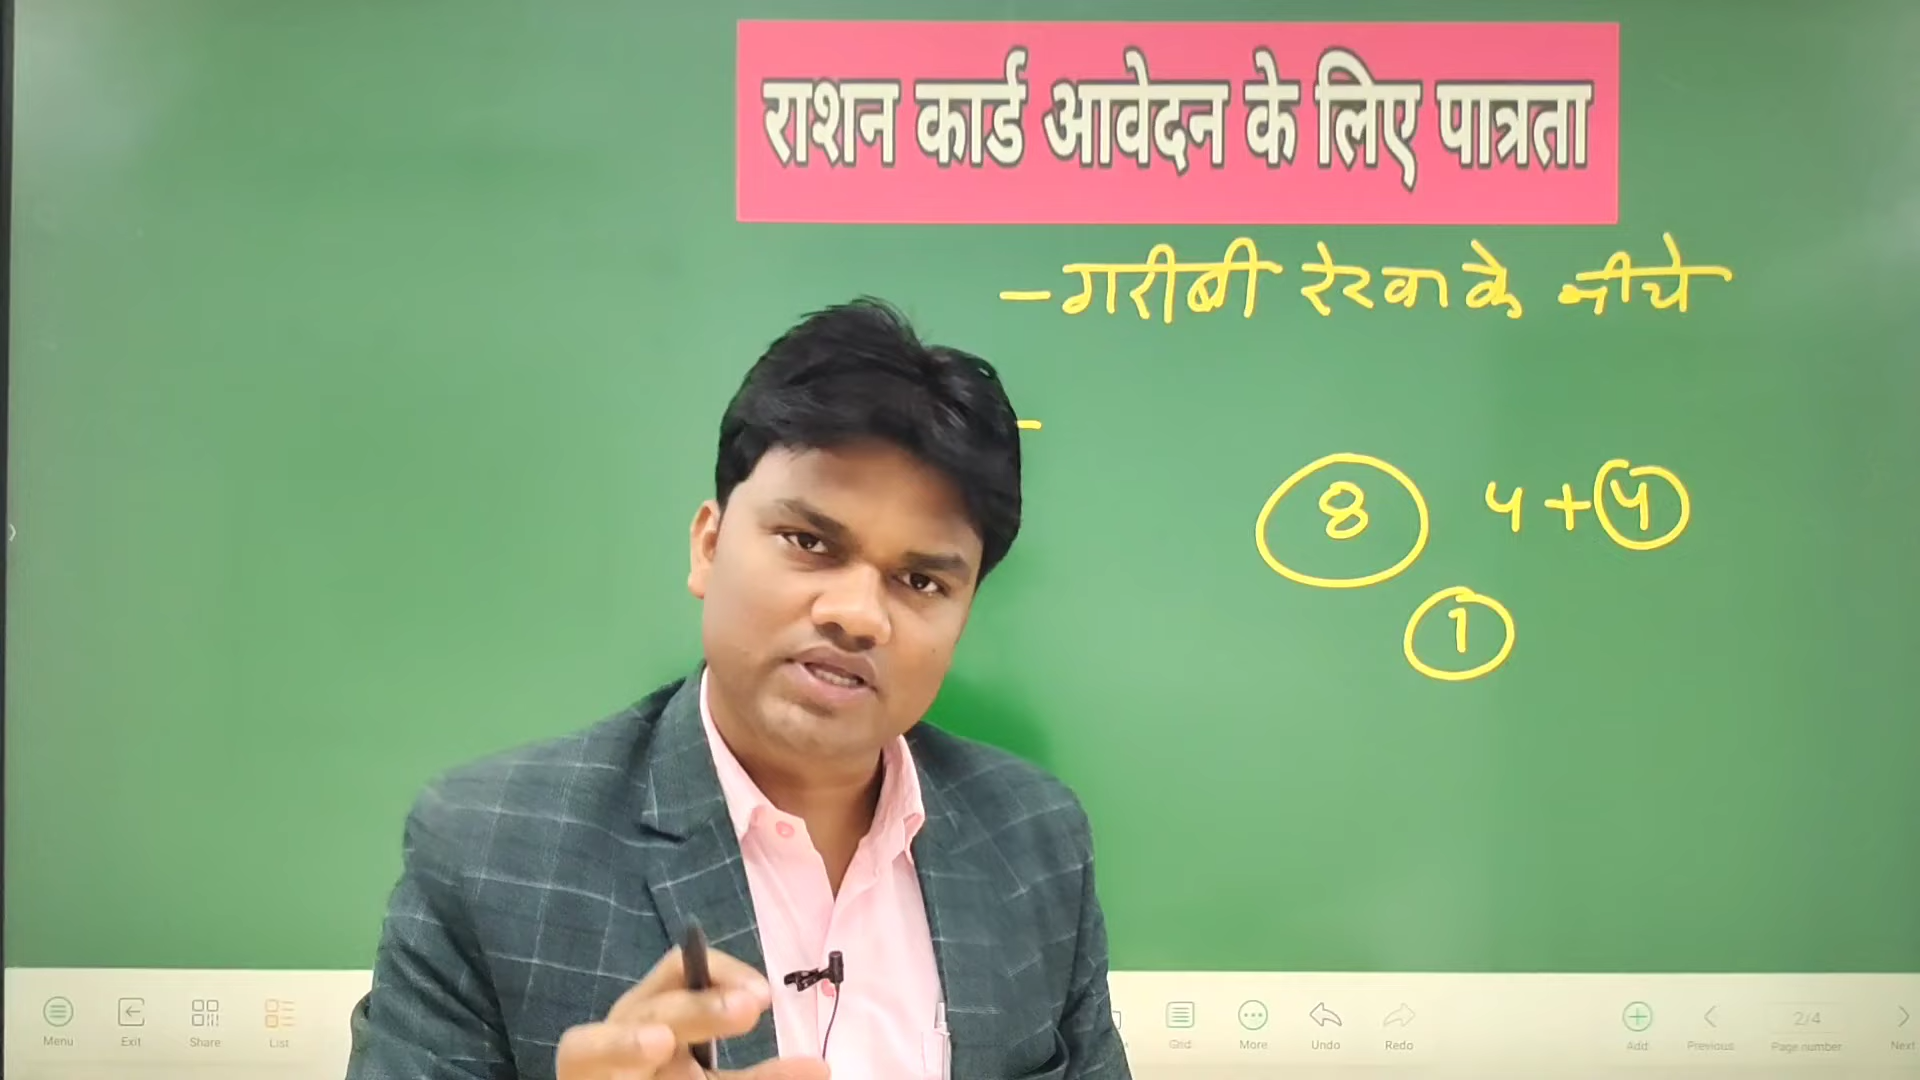 राशन कार्ड आवेदन के लिए पात्रता
– गरीबी रेखा के नीचे
–
8 4 + 4
1
Menu Exit Share List Grid More Undo Redo Add Previous 2/4 Page number Next